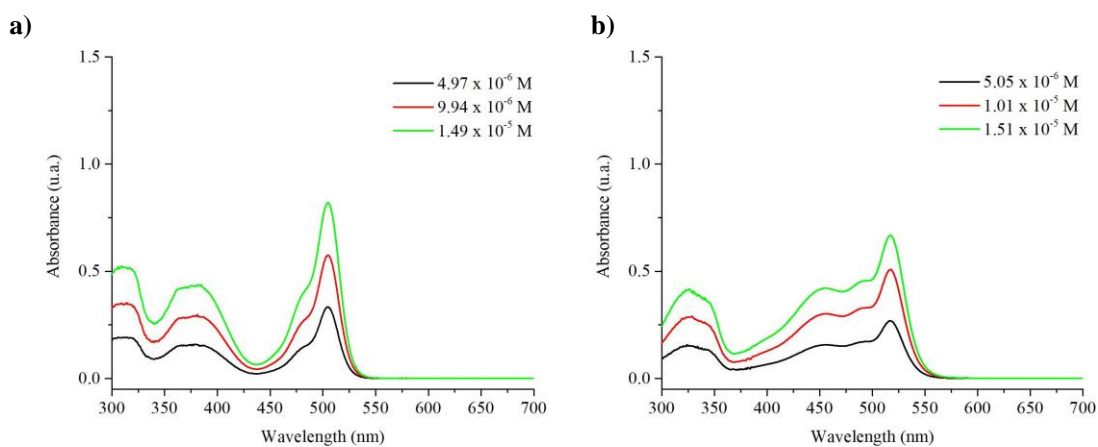 a)
1.5
1.0
0.5
0.0
Absorbance (u.a.)
4.97 x 10⁻⁶ M
9.94 x 10⁻⁶ M
1.49 x 10⁻⁵ M
300 350 400 450 500 550 600 650 700
Wavelength (nm)
b)
1.5
1.0
0.5
0.0
Absorbance (u.a.)
5.05 x 10⁻⁶ M
1.01 x 10⁻⁵ M
1.51 x 10⁻⁵ M
300 350 400 450 500 550 600 650 700
Wavelength (nm)